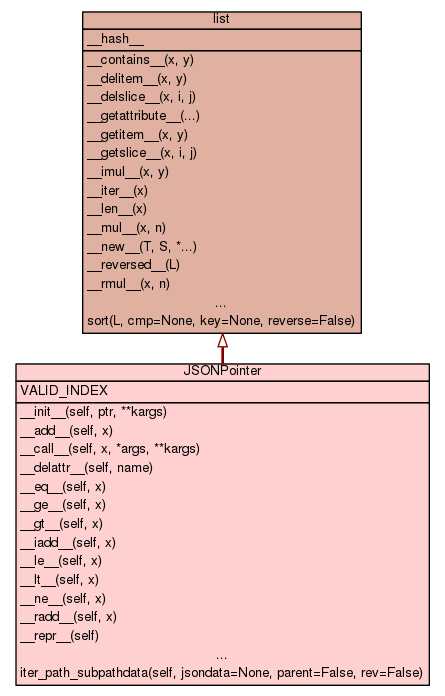 list
__hash__
__contains__(x, y)
__delitem__(x, y)
__delslice__(x, i, j)
__getattribute__(...)
__getitem__(x, y)
__getslice__(x, i, j)
__imul__(x, y)
__iter__(x)
__len__(x)
__mul__(x, n)
__new__(T, S, *...)
__reversed__(L)
__rmul__(x, n)
...
sort(L, cmp=None, key=None, reverse=False)
JSONPointer
VALID_INDEX
__init__(self, ptr, **kargs)
__add__(self, x)
__call__(self, x, *args, **kargs)
__delattr__(self, name)
__eq__(self, x)
__ge__(self, x)
__gt__(self, x)
__iadd__(self, x)
__le__(self, x)
__lt__(self, x)
__ne__(self, x)
__radd__(self, x)
__repr__(self)
...
iter_path_subpathdata(self, jsondata=None, parent=False, rev=False)